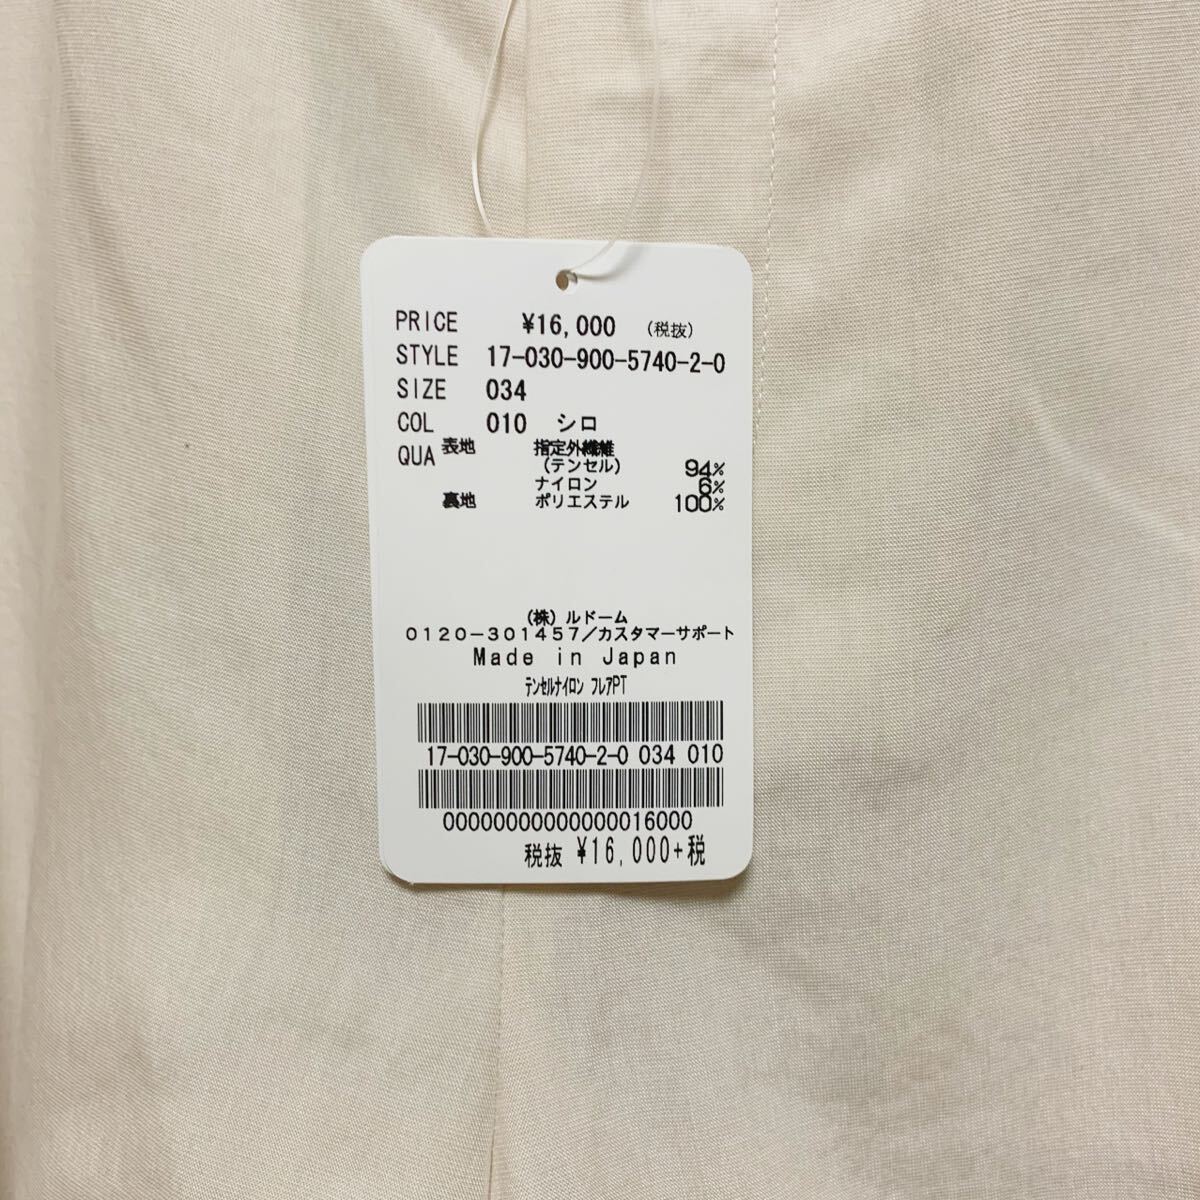 PRICE ¥16,000 (税抜)
STYLE 17-030-900-5740-2-0
SIZE 034
COL 010 シロ
QUA 表地 指定外繊維
(テンセル) 94%
ナイロン 6%
裏地 ポリエステル 100%
(株)ルドーム
0120-301457/カスタマーサポート
Made in Japan
テンセルナイロン フレアPT
17-030-900-5740-2-0 034 010
00000000000000016000
税抜 ¥16,000+税